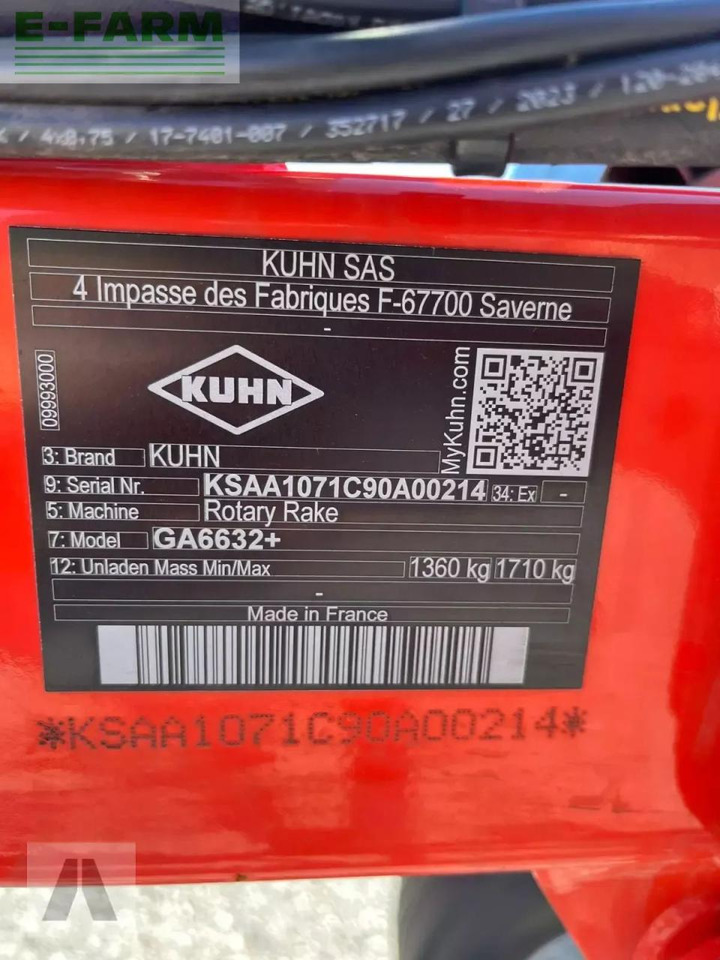 E-FARM
/ 4x0,75 / 17-7401-007 / 352717 / 27 / 2023 / 120-204
KUHN SAS
4 Impasse des Fabriques F-67700 Saverne
-
09993000
KUHN
MyKuhn.com
3: Brand KUHN
9: Serial Nr. KSAA1071C90A00214 34: Ex -
5: Machine Rotary Rake
7: Model GA6632+
12: Unladen Mass Min/Max 1360 kg 1710 kg
-
Made in France
*KSAA1071C90A00214*